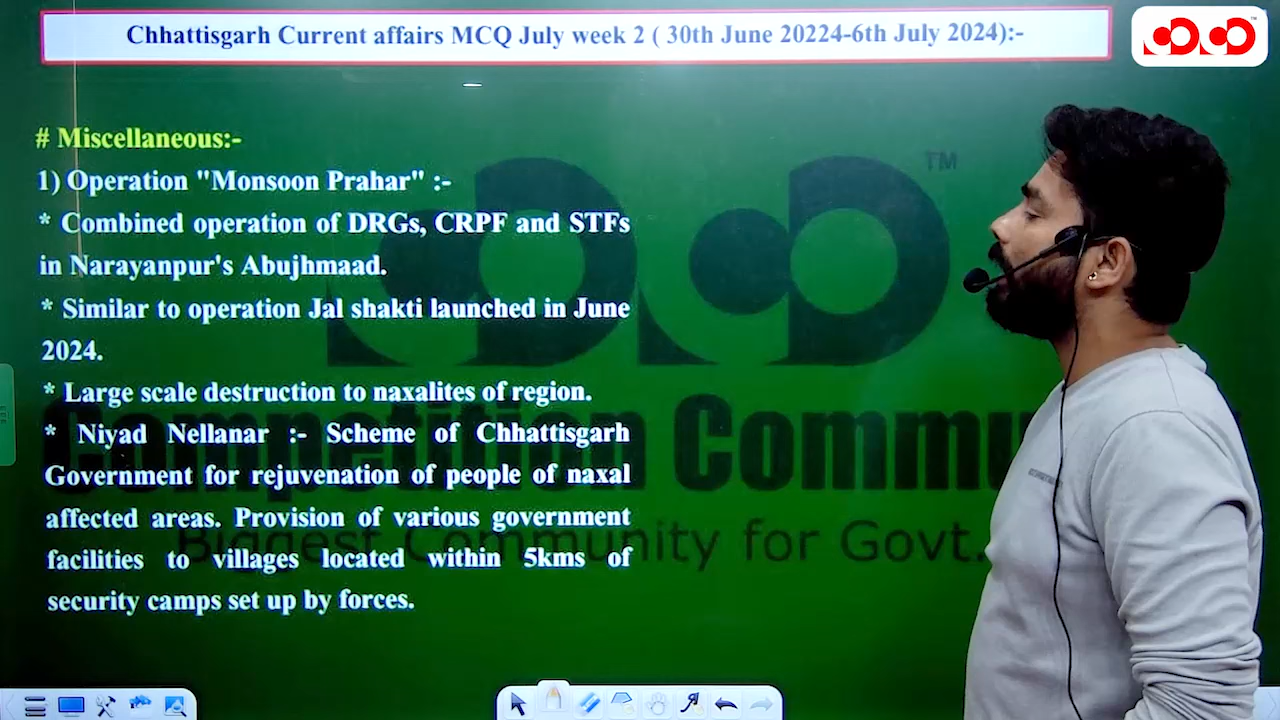 Chhattisgarh Current affairs MCQ July week 2 ( 30th June 20224-6th July 2024):-
# Miscellaneous:-
1) Operation "Monsoon Prahar" :-
* Combined operation of DRGs, CRPF and STFs
in Narayanpur's Abujhmaad.
* Similar to operation Jal shakti launched in June
2024.
* Large scale destruction to naxalites of region.
* Niyad Nellanar :- Scheme of Chhattisgarh
Government for rejuvenation of people of naxal
affected areas. Provision of various government
facilities to villages located within 5kms of
security camps set up by forces.
TM
Competition Commu
Biggest Community for Govt.